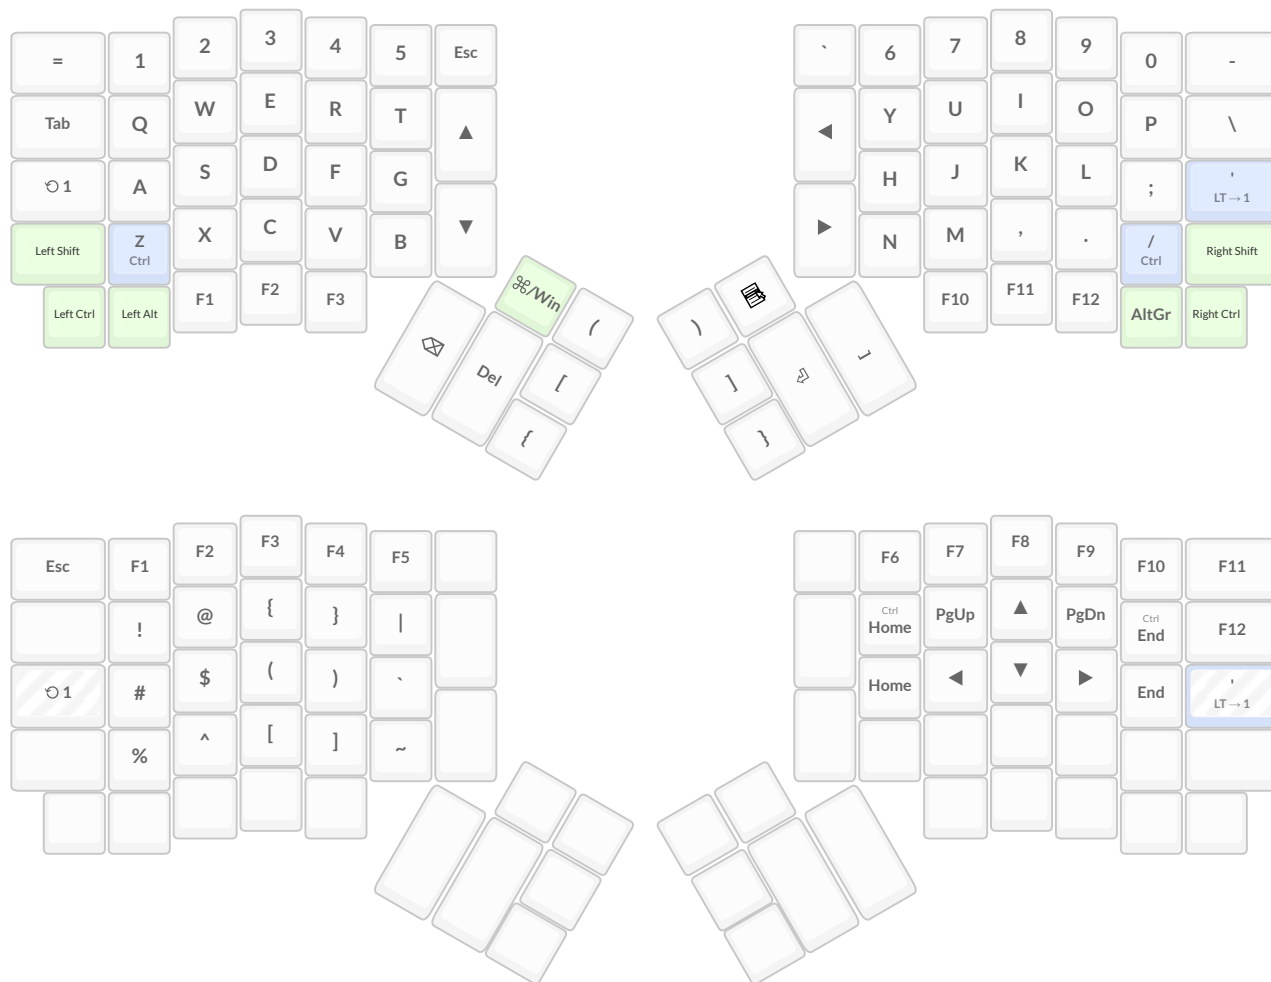 = 1 2 3 4 5 Esc ` 6 7 8 9 0 -
Tab Q W E R T ▲ ◀ Y U I O P \
⟲ 1 A S D F G H J K L ; '
LT → 1
Left Shift Z X C V B ▼ ▶ N M , . / Right Shift
Ctrl Ctrl
Left Ctrl Left Alt F1 F2 F3 F10 F11 F12 AltGr Right Ctrl
⌘/Win ( )
⌫ Del [ ] ⏎ ⎵
{ }
Esc F1 F2 F3 F4 F5 F6 F7 F8 F9 F10 F11
! @ { } | Ctrl
Home PgUp ▲ PgDn Ctrl
End F12
⟲ 1 # $ ( ) ` Home ◀ ▼ ▶ End '
LT → 1
% ^ [ ] ~